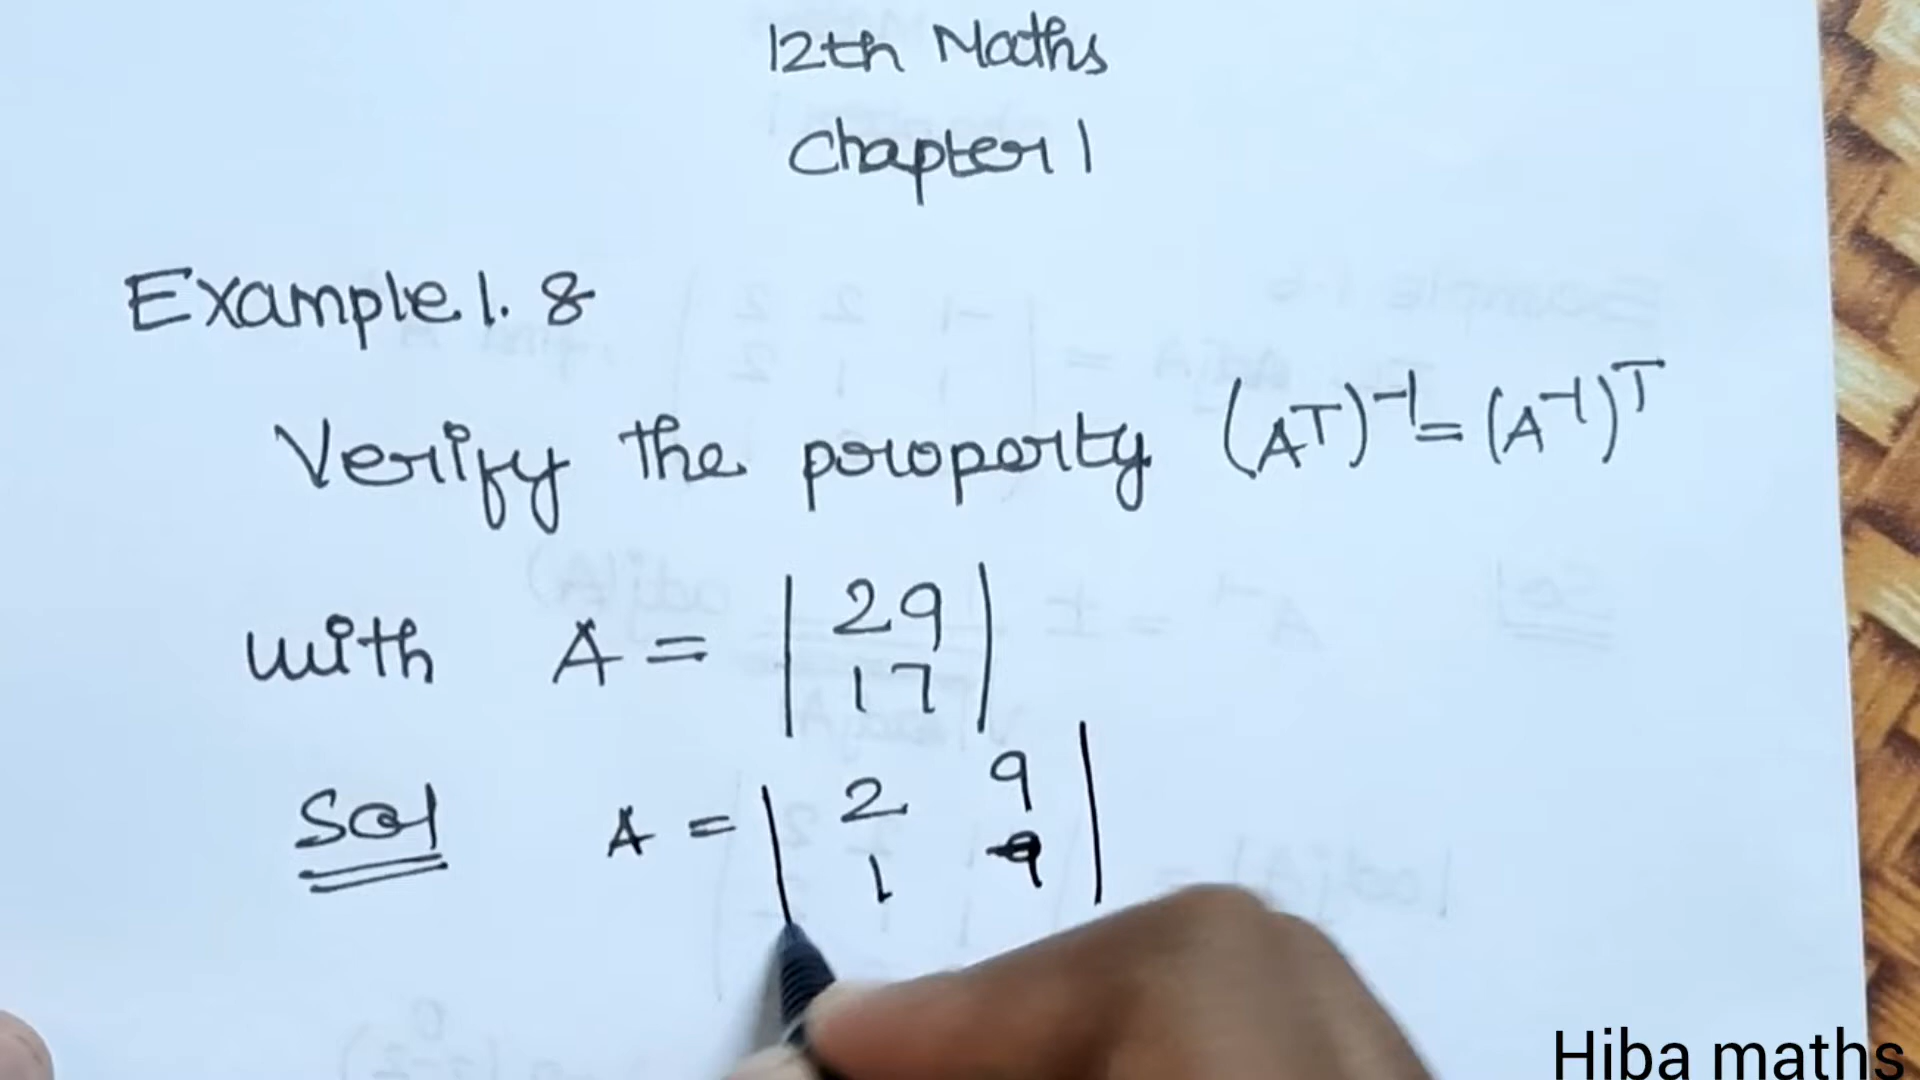 12th Maths
Chapter 1
Example 1. 8
Verify the property (A^T)^-1 = (A^-1)^T
with A = | 2 9 |
| 1 7 |
Sol A = | 2 9 |
| 1 |
Hiba maths